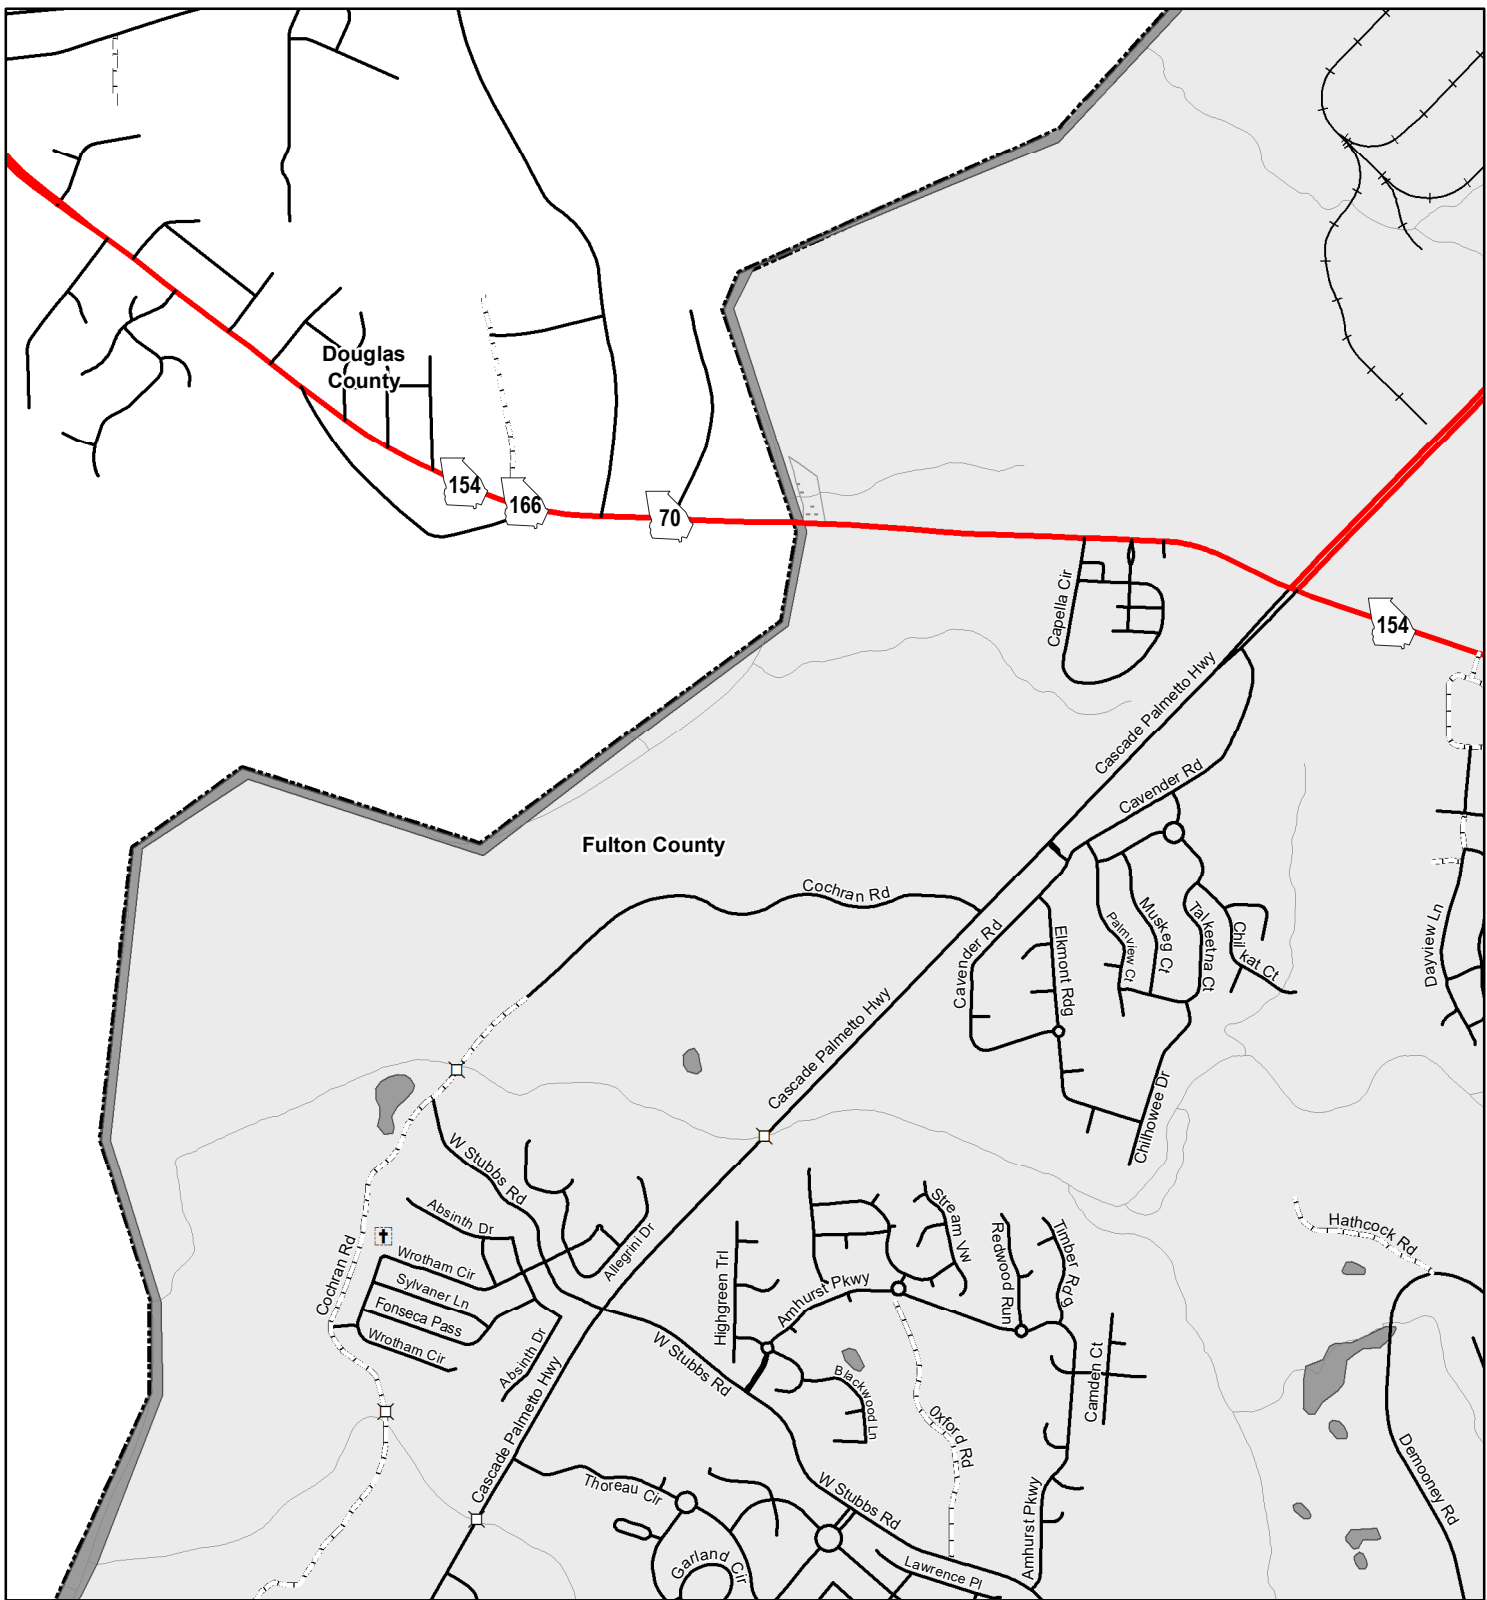 Douglas
County
154
166
70
154
Capella Cir
Cascade Palmetto Hwy
Cavender Rd
Fulton County
Cochran Rd
Cavender Rd
Elkmont Rdg
Palmview Ct
Muskeg Ct
Talkeetna Ct
Chilkat Ct
Dayview Ln
Cascade Palmetto Hwy
Chilhowee Dr
W Stubbs Rd
Absinth Dr
Wrotham Cir
Sylvaner Ln
Fonseca Pass
Wrotham Cir
Cochran Rd
Absinth Dr
Allegrini Dr
Highgreen Trl
Amhurst Pkwy
Stream Vw
Redwood Run
Timber Rdg
Hathcock Rd
W Stubbs Rd
Blackwood Ln
Oxford Rd
Camden Ct
Cascade Palmetto Hwy
Thoreau Cir
W Stubbs Rd
Garland Cir
Lawrence Pl
Amhurst Pkwy
Demooney Rd